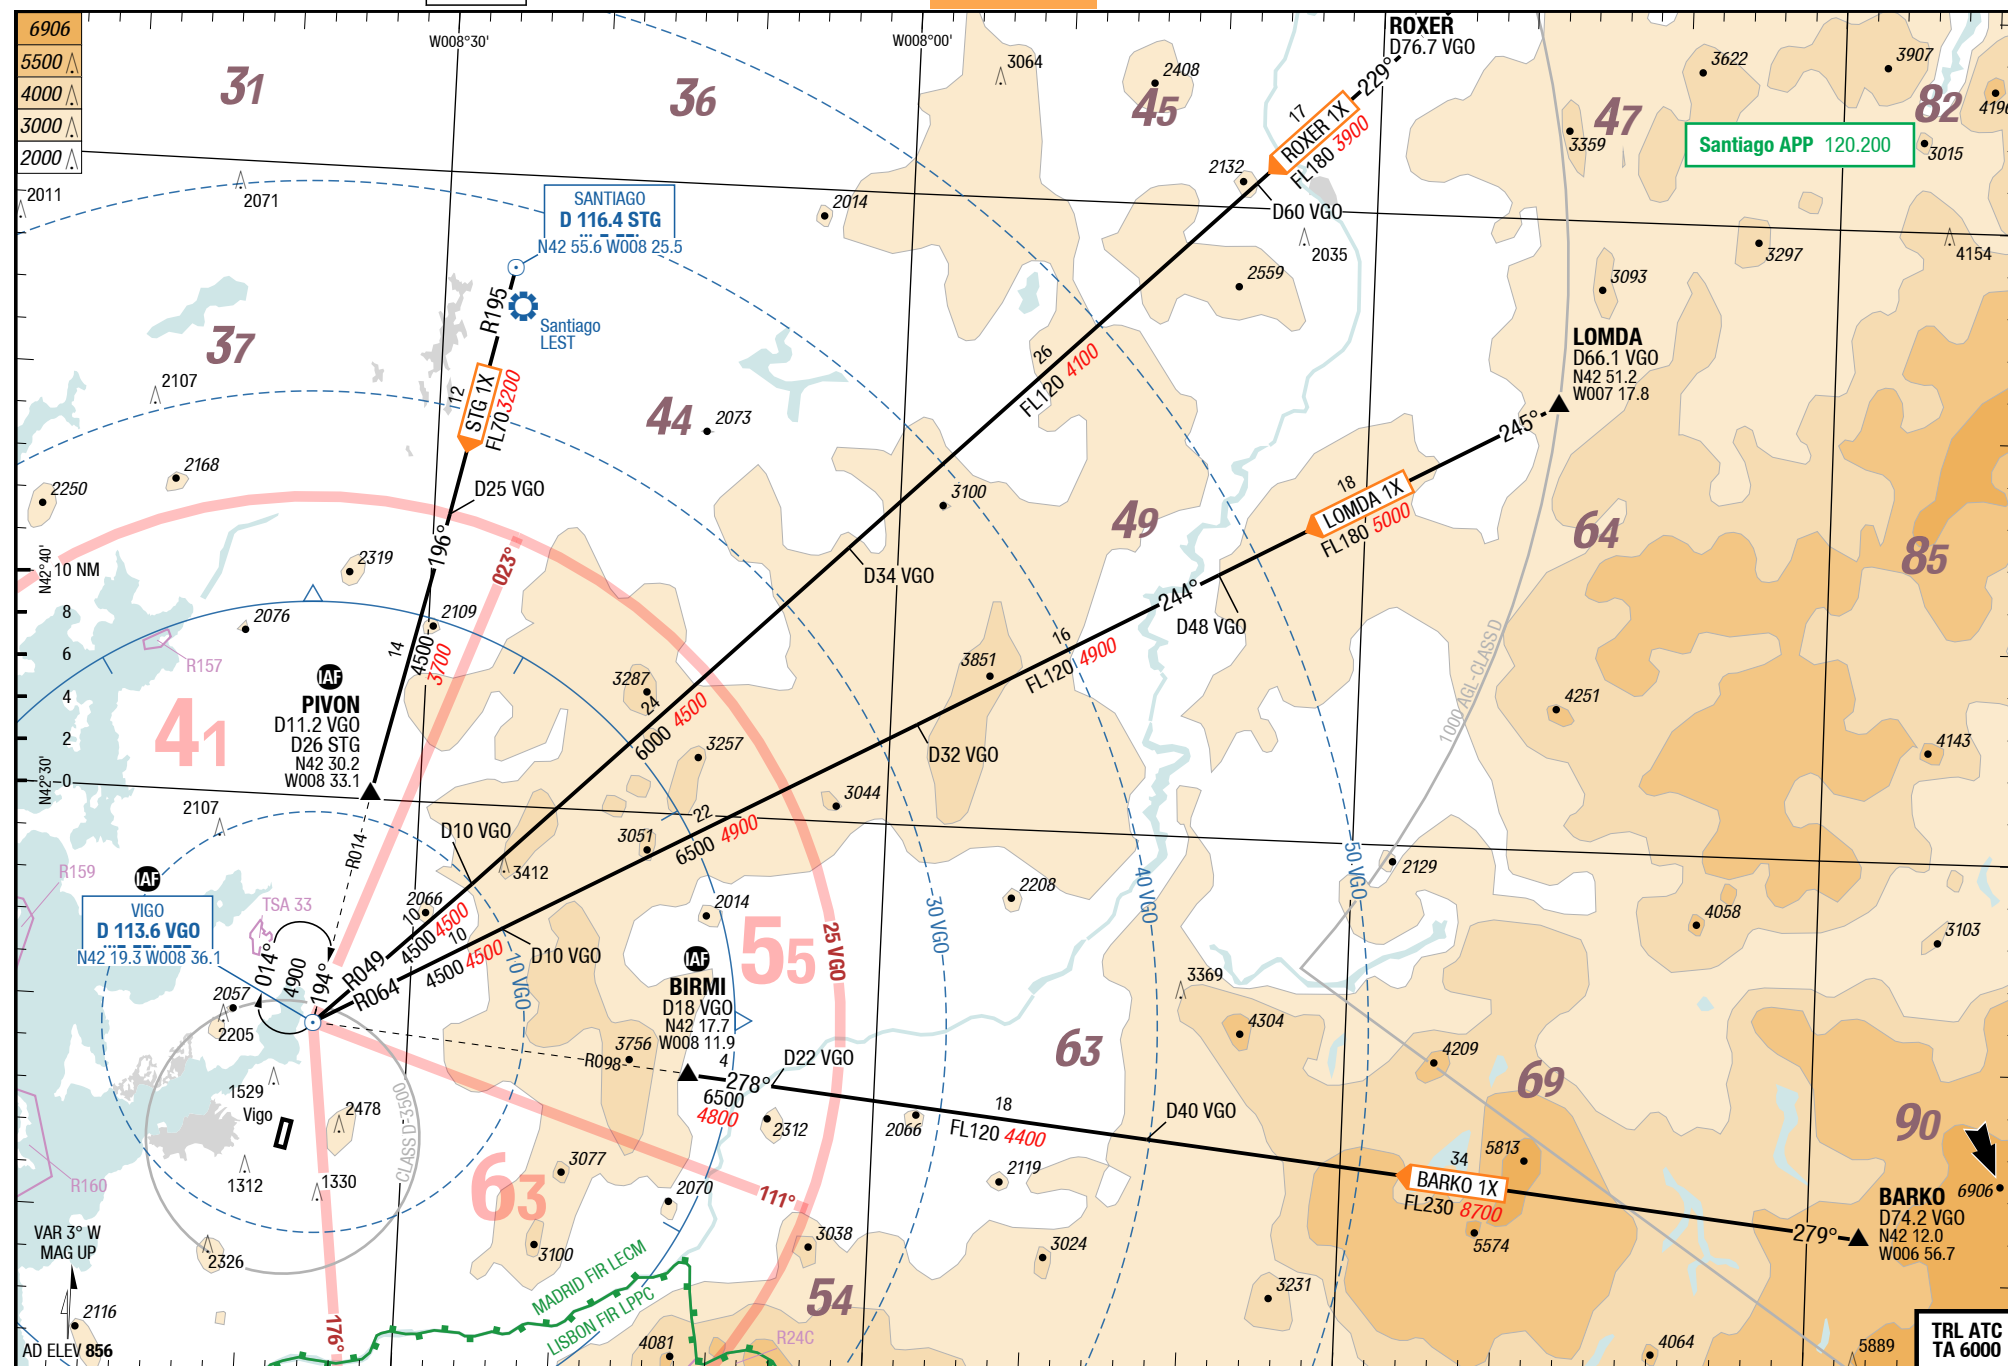 6906
5500
4000
3000
2000
W008°30'
W008°00'
ROXER
D76.7 VGO
229°
17
ROXER 1X
FL180 3900
31
36
45
47
82
3064
2408
3622
3907
4196
3359
3015
Santiago APP 120.200
2011
2071
2014
2132
D60 VGO
2035
2559
3093
3297
4154
SANTIAGO
D 116.4 STG
N42 55.6 W008 25.5
R195
Santiago
LEST
37
2107
12
STG 1X
FL70 3200
44
2073
26
FL120 4100
LOMDA
D66.1 VGO
N42 51.2
W007 17.8
245°
18
LOMDA 1X
FL180 5000
2250
2168
D25 VGO
196°
023°
3100
49
64
85
N42°40'
10 NM
8
6
4
2
0
N42°30'
2319
D34 VGO
244°
D48 VGO
2076
2109
R157
14
4500
3700
IAF
PIVON
D11.2 VGO
D26 STG
N42 30.2
W008 33.1
41
3287
24
6000 4500
3851
16
FL120 4900
1000 AGL-CLASS D
4251
4143
3257
D32 VGO
3044
22
6500 4900
3051
2107
R014
D10 VGO
3412
R159
IAF
VIGO
D 113.6 VGO
N42 19.3 W008 36.1
TSA 33
2066
10
4500 4500
10
4500 4500
D10 VGO
R049
R064
014°
4900
194°
2057
2205
2014
2208
2129
50 VGO
40 VGO
30 VGO
25 VGO
10 VGO
4058
3103
55
IAF
BIRMI
D18 VGO
N42 17.7
W008 11.9
4
278°
6500
4800
D22 VGO
3756
R098
63
3369
4304
4209
69
90
1529
Vigo
2478
CLASS D-3500
1312
1330
R160
2326
2312
2066
18
FL120 4400
D40 VGO
2119
34
BARKO 1X
FL230 8700
5813
5574
6906
BARKO
D74.2 VGO
N42 12.0
W006 56.7
279°
3077
63
2070
111°
3100
3038
3024
3231
54
VAR 3° W
MAG UP
2116
AD ELEV 856
176°
MADRID FIR LECM
LISBON FIR LPPC
4081
R24C
4064
5889
TRL ATC
TA 6000